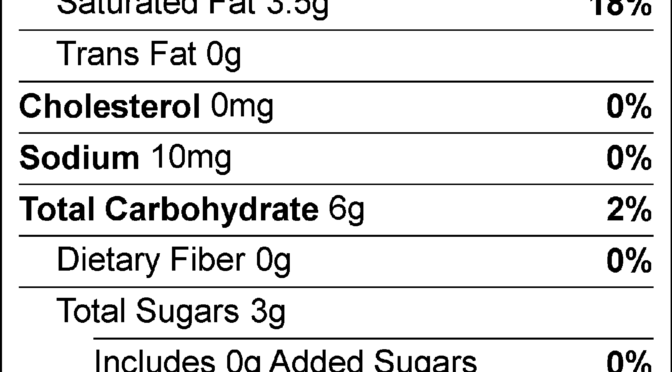 Saturated Fat 3.5g 18%
Trans Fat 0g
Cholesterol 0mg 0%
Sodium 10mg 0%
Total Carbohydrate 6g 2%
Dietary Fiber 0g 0%
Total Sugars 3g
Includes 0g Added Sugars 0%